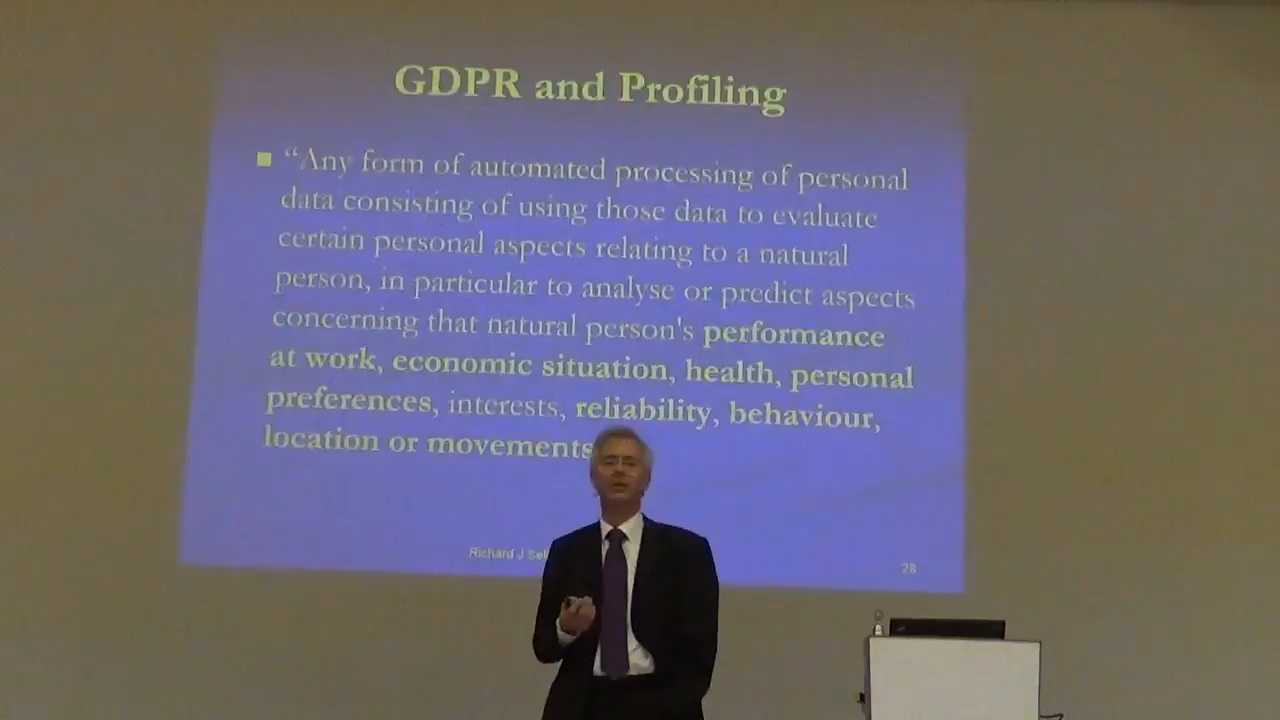 GDPR and Profiling
“Any form of automated processing of personal
data consisting of using those data to evaluate
certain personal aspects relating to a natural
person, in particular to analyse or predict aspects
concerning that natural person's performance
at work, economic situation, health, personal
preferences, interests, reliability, behaviour,
location or movements
Richard J
28